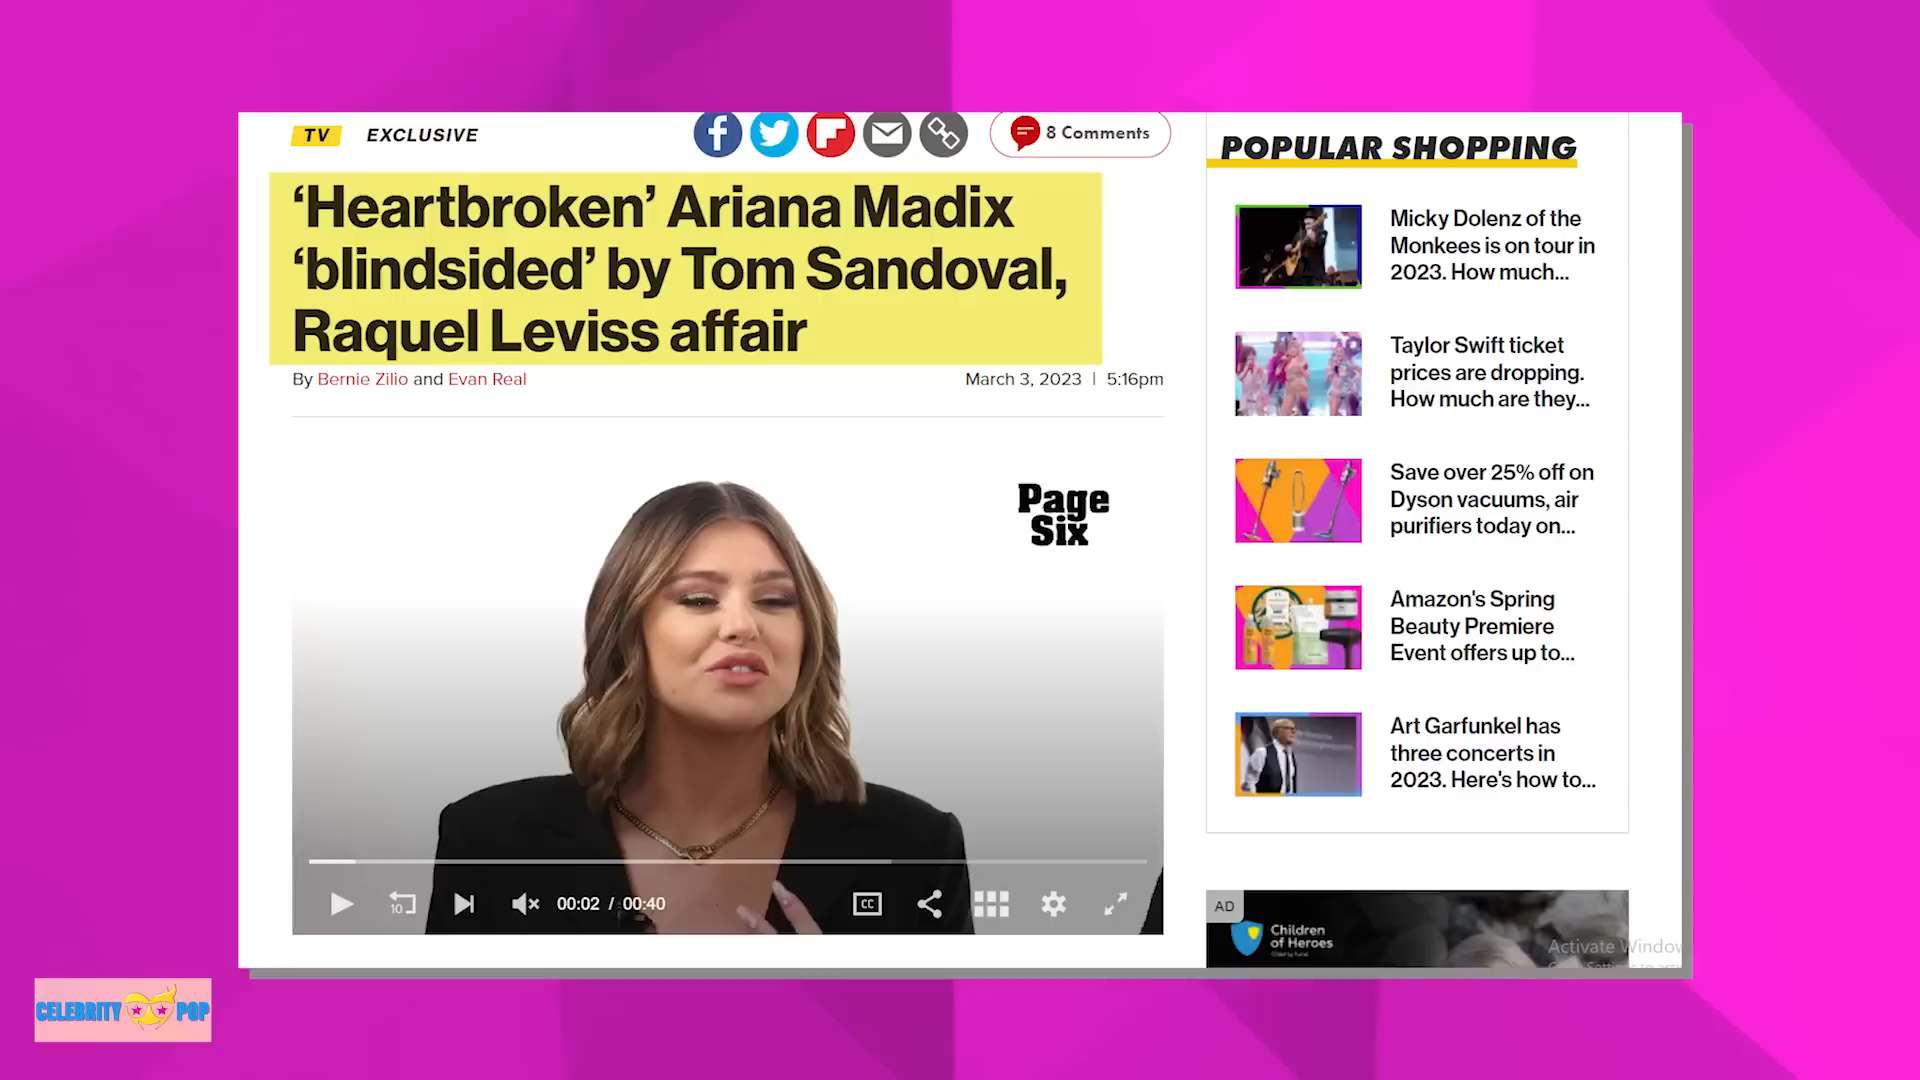 TV EXCLUSIVE
8 Comments
‘Heartbroken’ Ariana Madix
‘blindsided’ by Tom Sandoval,
Raquel Leviss affair
By Bernie Zilio and Evan Real
March 3, 2023 | 5:16pm
Page
Six
10
00:02 / 00:40
CC
POPULAR SHOPPING
Micky Dolenz of the
Monkees is on tour in
2023. How much...
Taylor Swift ticket
prices are dropping.
How much are they...
Save over 25% off on
Dyson vacuums, air
purifiers today on...
Amazon's Spring
Beauty Premiere
Event offers up to...
Art Garfunkel has
three concerts in
2023. Here's how to...
AD
Children
of Heroes
Activate Window
CELEBRITY POP